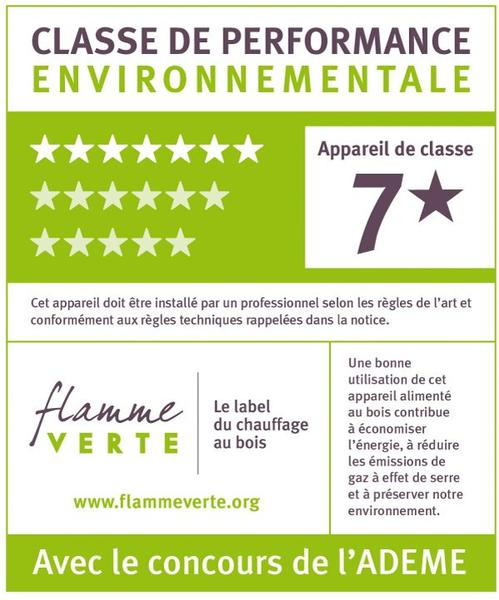 CLASSE DE PERFORMANCE
ENVIRONNEMENTALE
Appareil de classe
7
Cet appareil doit être installé par un professionnel selon les règles de l'art et
conformément aux règles techniques rappelées dans la notice.
flamme
VERTE
Le label
du chauffage
au bois
www.flammeverte.org
Une bonne
utilisation de cet
appareil alimenté
au bois contribue
à économiser
l'énergie, à réduire
les émissions de
gaz à effet de serre
et à préserver notre
environnement.
Avec le concours de l'ADEME